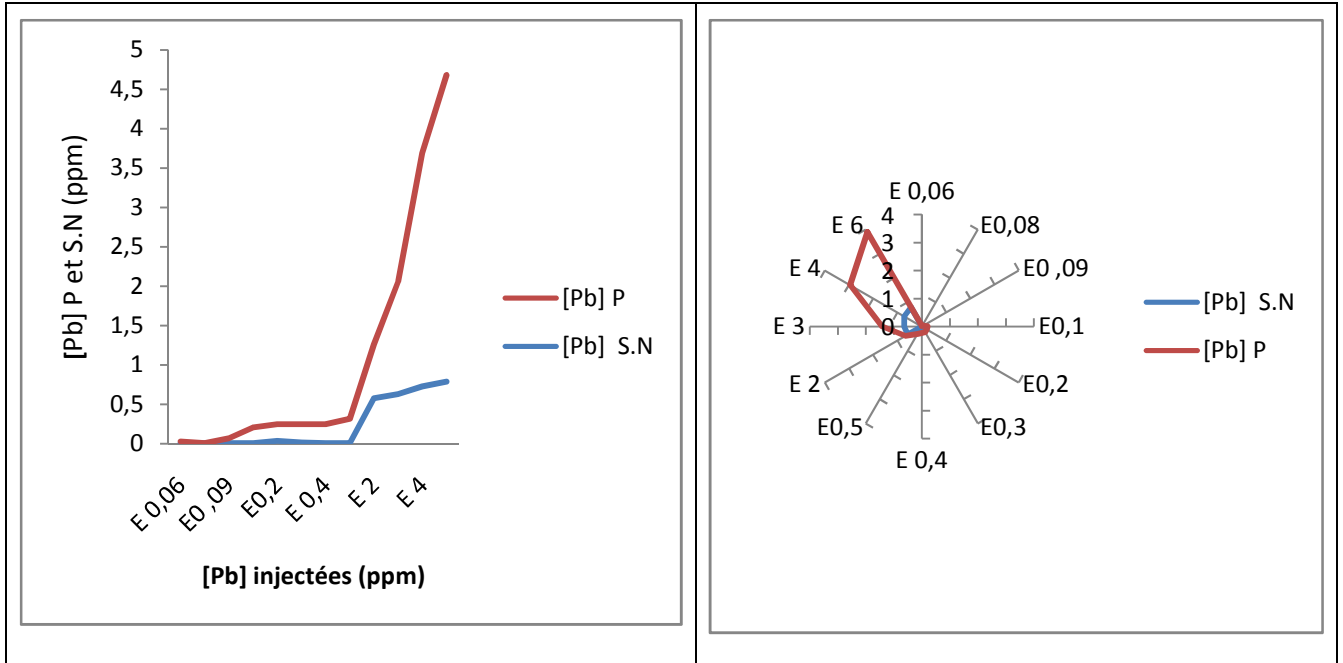 5
4,5
4
3,5
3
2,5
2
1,5
1
0,5
0
[Pb] P et S.N (ppm)
[Pb] P
[Pb] S.N
E 0,06
E0 ,09
E0,2
E 0,4
E 2
E 4
[Pb] injectées (ppm)
E 0,06
E0,08
E0 ,09
E0,1
E0,2
E0,3
E 0,4
E0,5
E 2
E 3
E 4
E 6
4
3
2
1
0
[Pb] S.N
[Pb] P